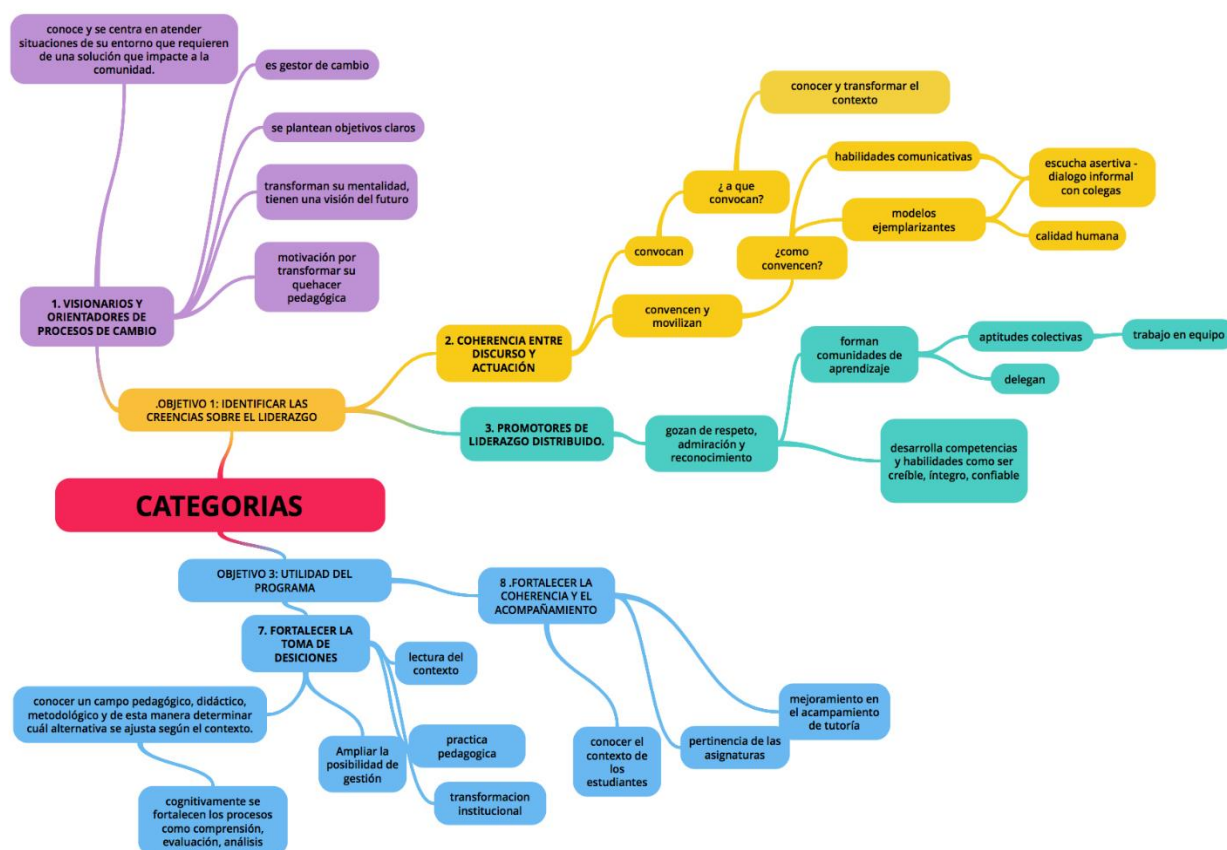 conoce y se centra en atender
situaciones de su entorno que requieren
de una solución que impacte a la
comunidad.
es gestor de cambio
se plantean objetivos claros
transforman su mentalidad,
tienen una visión del futuro
motivación por
transformar su
quehacer
pedagógica
1. VISIONARIOS Y
ORIENTADORES DE
PROCESOS DE CAMBIO
conocer y transformar el
contexto
¿ a que
convocan?
convocan
habilidades comunicativas
escucha asertiva -
dialogo informal
con colegas
modelos
ejemplarizantes
calidad humana
¿como
convencen?
convencen y
movilizan
2. COHERENCIA ENTRE
DISCURSO Y
ACTUACIÓN
.OBJETIVO 1: IDENTIFICAR LAS
CREENCIAS SOBRE EL LIDERAZGO
3. PROMOTORES DE
LIDERAZGO DISTRIBUIDO.
gozan de respeto,
admiración y
reconocimiento
forman
comunidades de
aprendizaje
aptitudes colectivas
trabajo en equipo
delegan
desarrolla competencias
y habilidades como ser
creíble, íntegro, confiable
CATEGORIAS
OBJETIVO 3: UTILIDAD DEL
PROGRAMA
8 .FORTALECER LA
COHERENCIA Y EL
ACOMPAÑAMIENTO
7. FORTALECER LA
TOMA DE
DESICIONES
lectura del
contexto
conocer un campo pedagógico, didáctico,
metodológico y de esta manera determinar
cuál alternativa se ajusta según el contexto.
cognitivamente se
fortalecen los procesos
como comprensión,
evaluación, análisis
Ampliar la
posibilidad de
gestión
practica
pedagogica
transformacion
institucional
conocer el
contexto de
los
estudiantes
pertinencia de las
asignaturas
mejoramiento en
el acampamiento
de tutoría